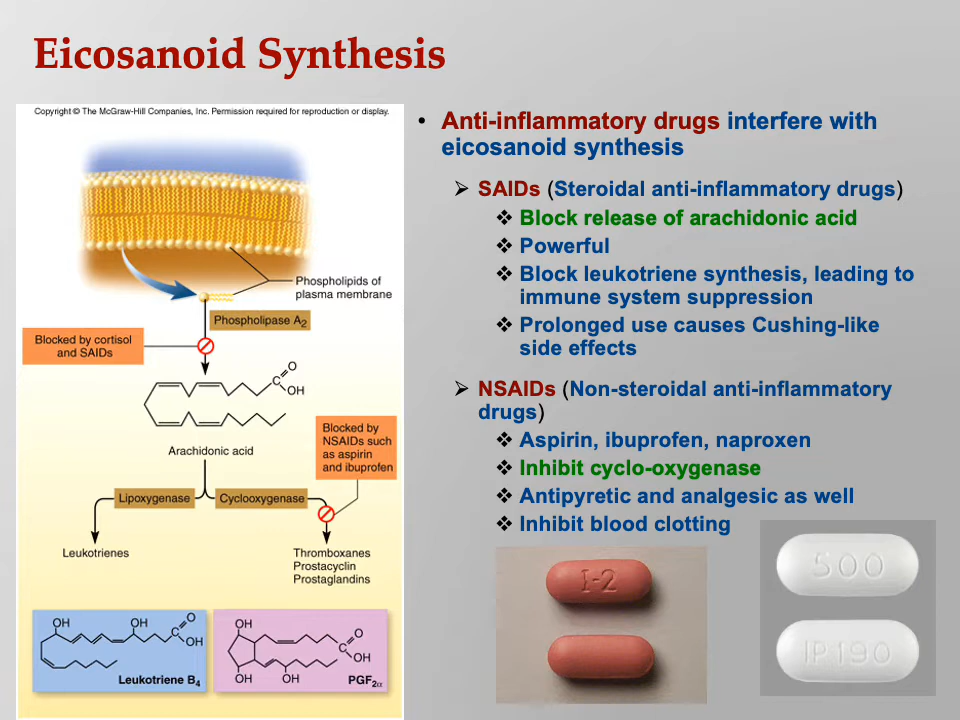 Eicosanoid Synthesis
Copyright © The McGraw-Hill Companies, Inc. Permission required for reproduction or display.
Phospholipids of
plasma membrane
Phospholipase A₂
Blocked by cortisol
and SAIDs
O
C
OH
Arachidonic acid
Blocked by
NSAIDs such
as aspirin
and ibuprofen
Lipoxygenase
Cyclooxygenase
Leukotrienes
Thromboxanes
Prostacyclin
Prostaglandins
OH OH O
C
OH
Leukotriene B₄
OH
O
C
OH
OH OH
PGF₂α
• Anti-inflammatory drugs interfere with
eicosanoid synthesis
➢ SAIDs (Steroidal anti-inflammatory drugs)
❖ Block release of arachidonic acid
❖ Powerful
❖ Block leukotriene synthesis, leading to
immune system suppression
❖ Prolonged use causes Cushing-like
side effects
➢ NSAIDs (Non-steroidal anti-inflammatory
drugs)
❖ Aspirin, ibuprofen, naproxen
❖ Inhibit cyclo-oxygenase
❖ Antipyretic and analgesic as well
❖ Inhibit blood clotting
I-2
500
IP 190